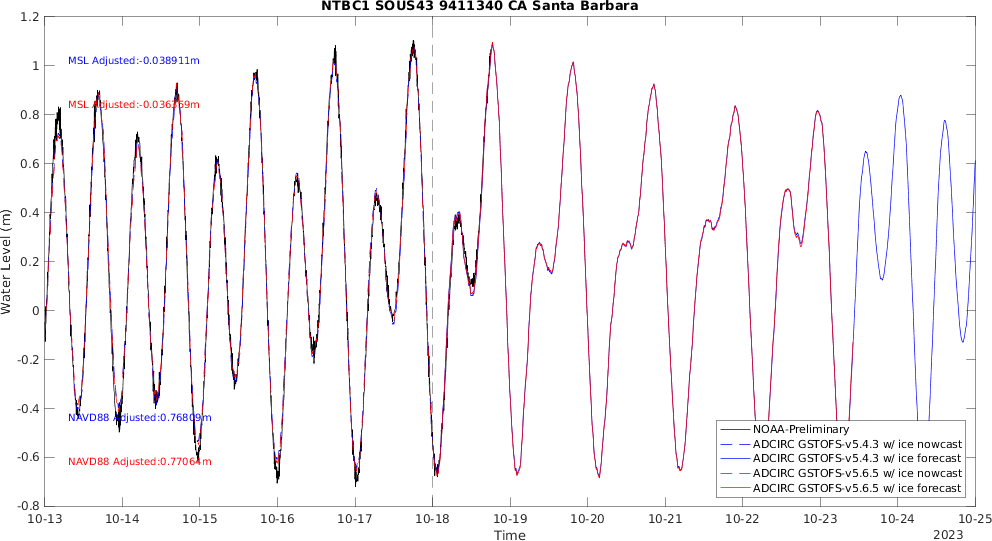 NTBC1 SOUS43 9411340 CA Santa Barbara
1.2
1
0.8
0.6
0.4
0.2
0
-0.2
-0.4
-0.6
-0.8
Water Level (m)
MSL Adjusted:-0.038911m
MSL Adjusted:-0.036369m
NAVD88 Adjusted:0.76809m
NAVD88 Adjusted:0.77064m
NOAA-Preliminary
ADCIRC GSTOFS-v5.4.3 w/ ice nowcast
ADCIRC GSTOFS-v5.4.3 w/ ice forecast
ADCIRC GSTOFS-v5.6.5 w/ ice nowcast
ADCIRC GSTOFS-v5.6.5 w/ ice forecast
10-13 10-14 10-15 10-16 10-17 10-18 10-19 10-20 10-21 10-22 10-23 10-24 10-25
Time
2023